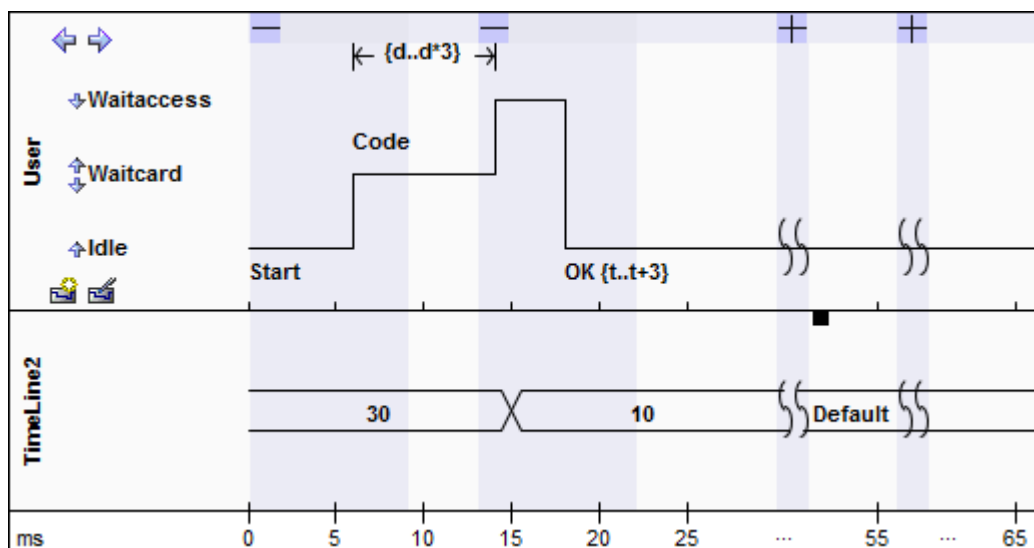 {d..d*3}
Waitaccess
Code
User
Waitcard
Idle
Start
OK {t..t+3}
TimeLine2
30
10
Default
ms
0 5 10 15 20 25 ... 55 ... 65